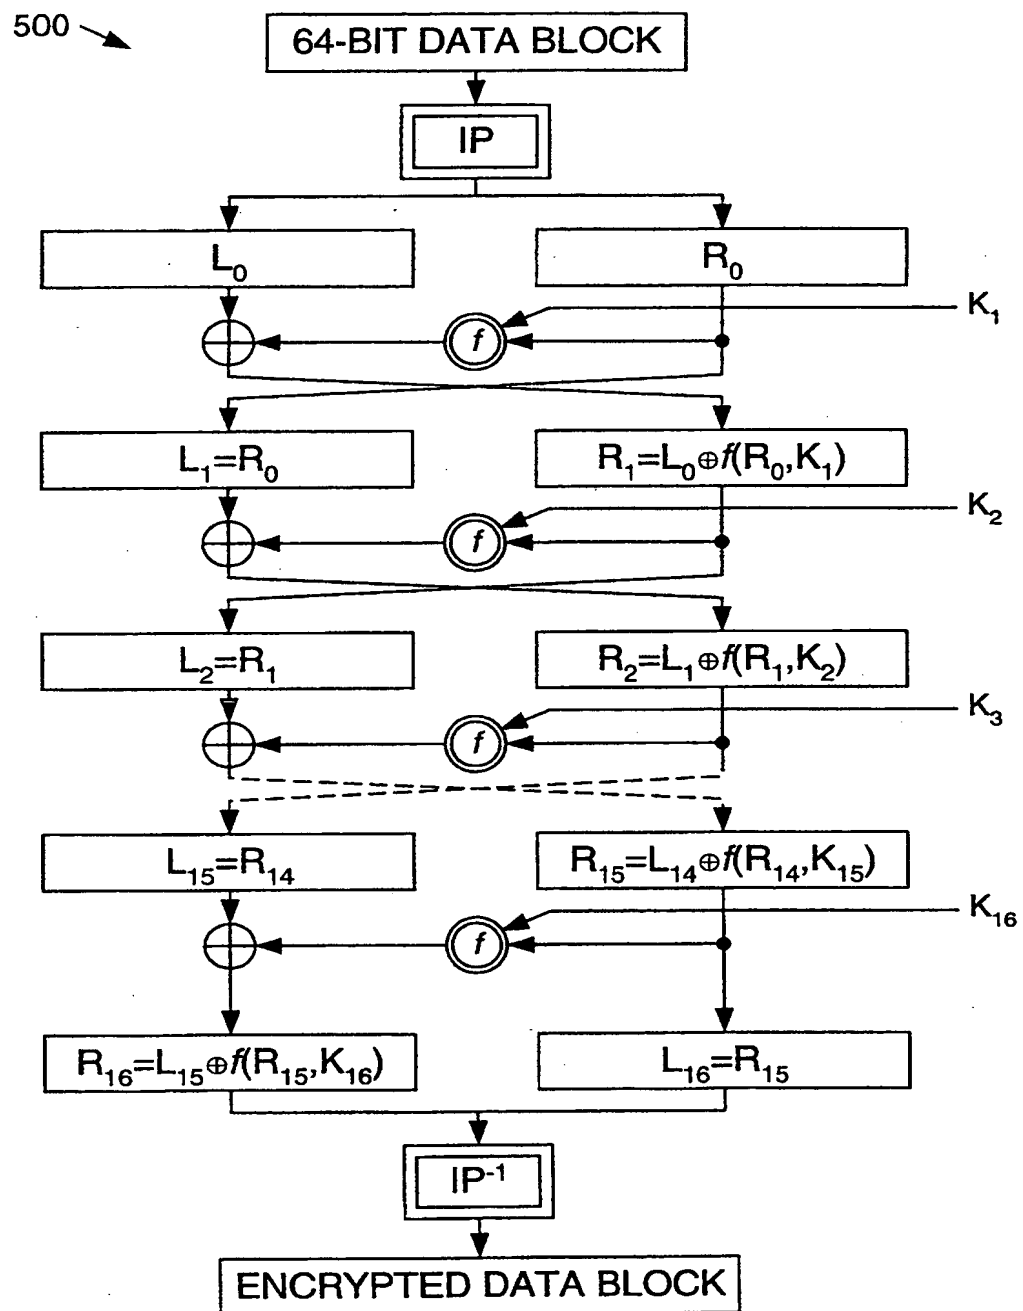 500
64-BIT DATA BLOCK
IP
L₀
R₀
K₁
f
L₁=R₀
R₁=L₀⊕f(R₀,K₁)
K₂
f
L₂=R₁
R₂=L₁⊕f(R₁,K₂)
K₃
f
L₁₅=R₁₄
R₁₅=L₁₄⊕f(R₁₄,K₁₅)
K₁₆
f
R₁₆=L₁₅⊕f(R₁₅,K₁₆)
L₁₆=R₁₅
IP⁻¹
ENCRYPTED DATA BLOCK